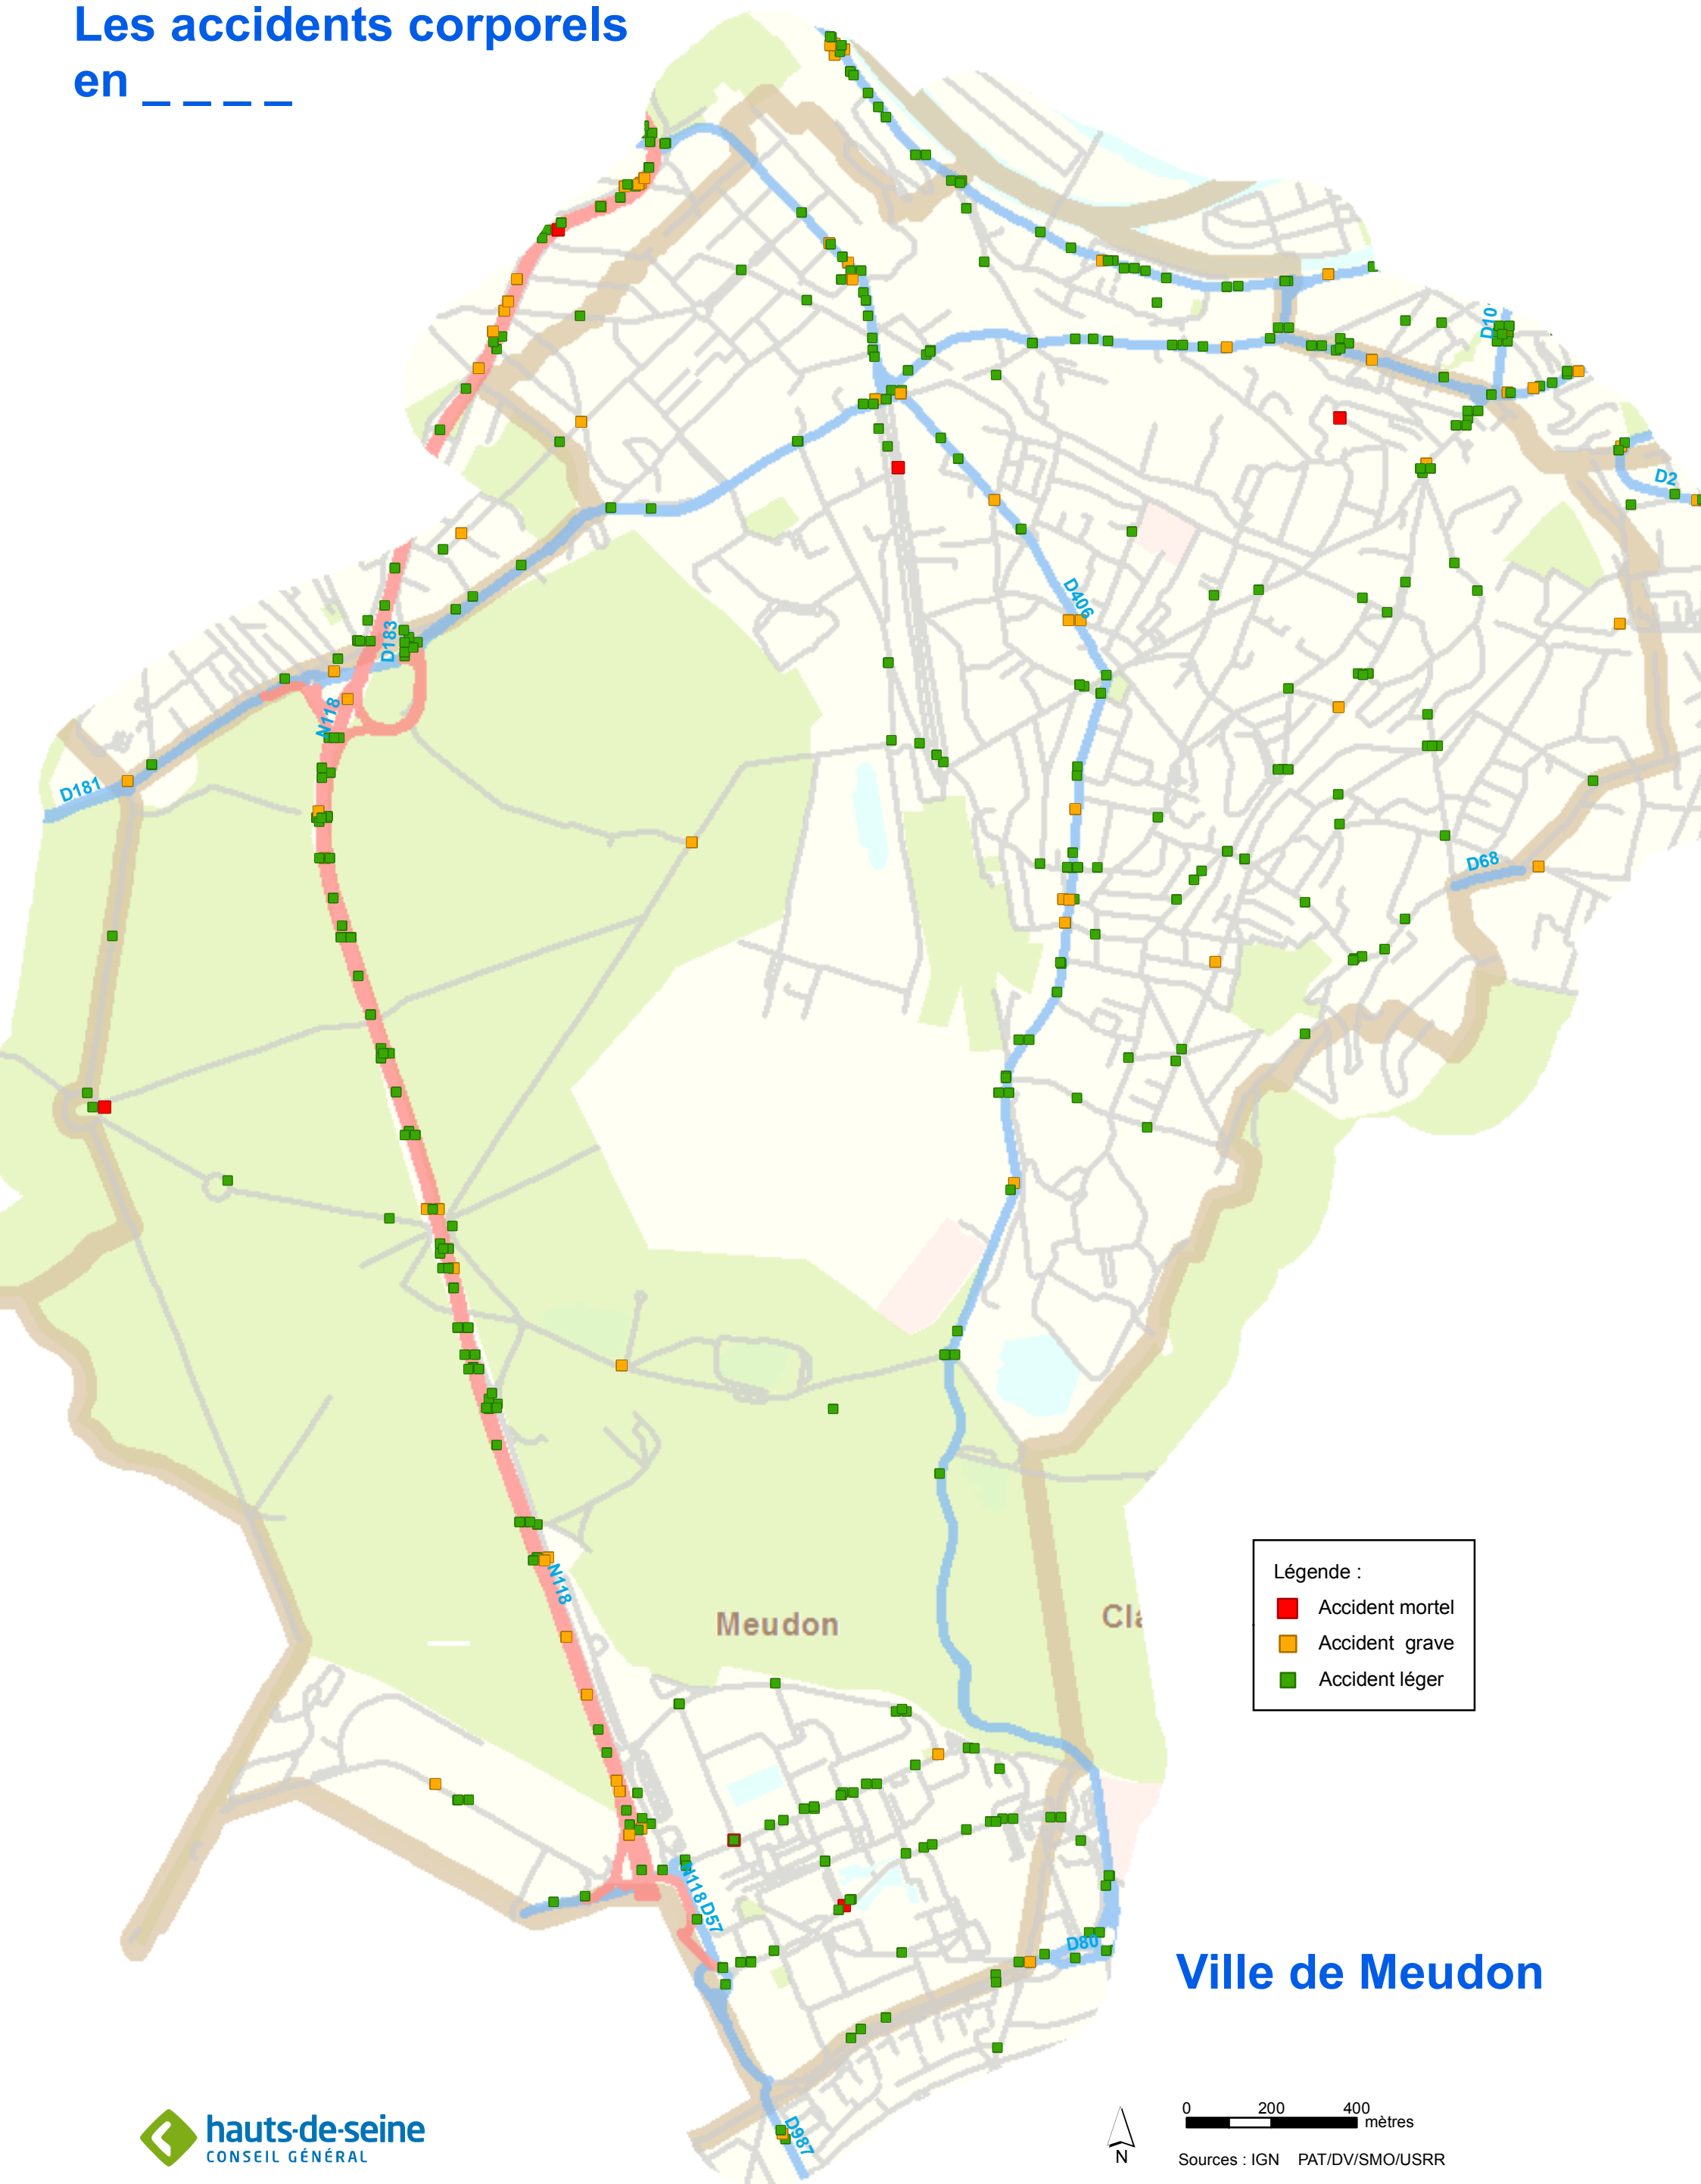 Les accidents corporels
en _ _ _ _
D10
D2
D406
D183
N118
D181
D68
N118
Meudon
Cla
Légende :
Accident mortel
Accident grave
Accident léger
N118
D57
D80
Ville de Meudon
D987
hauts-de-seine
CONSEIL GÉNÉRAL
N
0 200 400
mètres
Sources : IGN PAT/DV/SMO/USRR